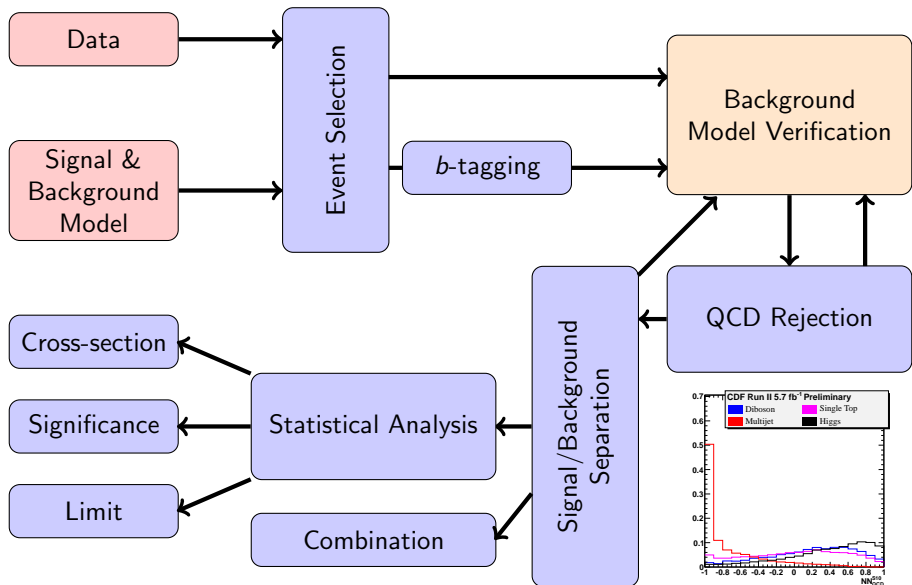 Data
Signal &
Background
Model
Event Selection
b-tagging
Background
Model Verification
QCD Rejection
Signal/Background
Separation
Statistical Analysis
Combination
Cross-section
Significance
Limit
CDF Run II 5.7 fb⁻¹ Preliminary
Diboson
Single Top
Multijet
Higgs
0.7
0.6
0.5
0.4
0.3
0.2
0.1
0
-1 -0.8 -0.6 -0.4 -0.2 0 0.2 0.4 0.6 0.8 1